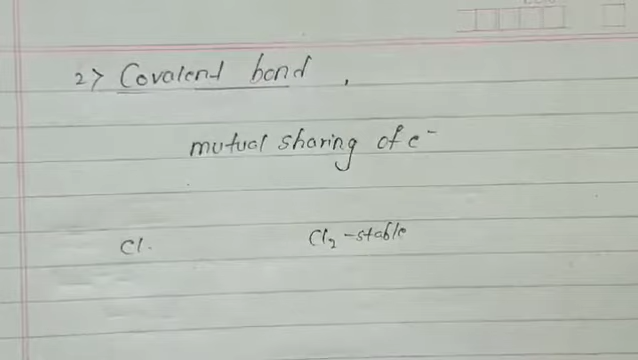 2> Covalent bond .
mutual sharing of e⁻
Cl. Cl₂ -stable